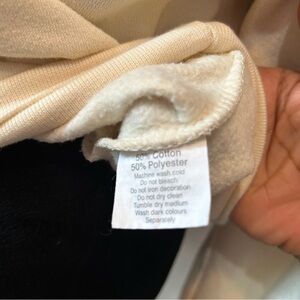 50% Cotton
50% Polyester
Machine wash cold
Do not bleach
Do not iron decoration
Do not dry clean
Tumble dry medium
Wash dark colours
Separately